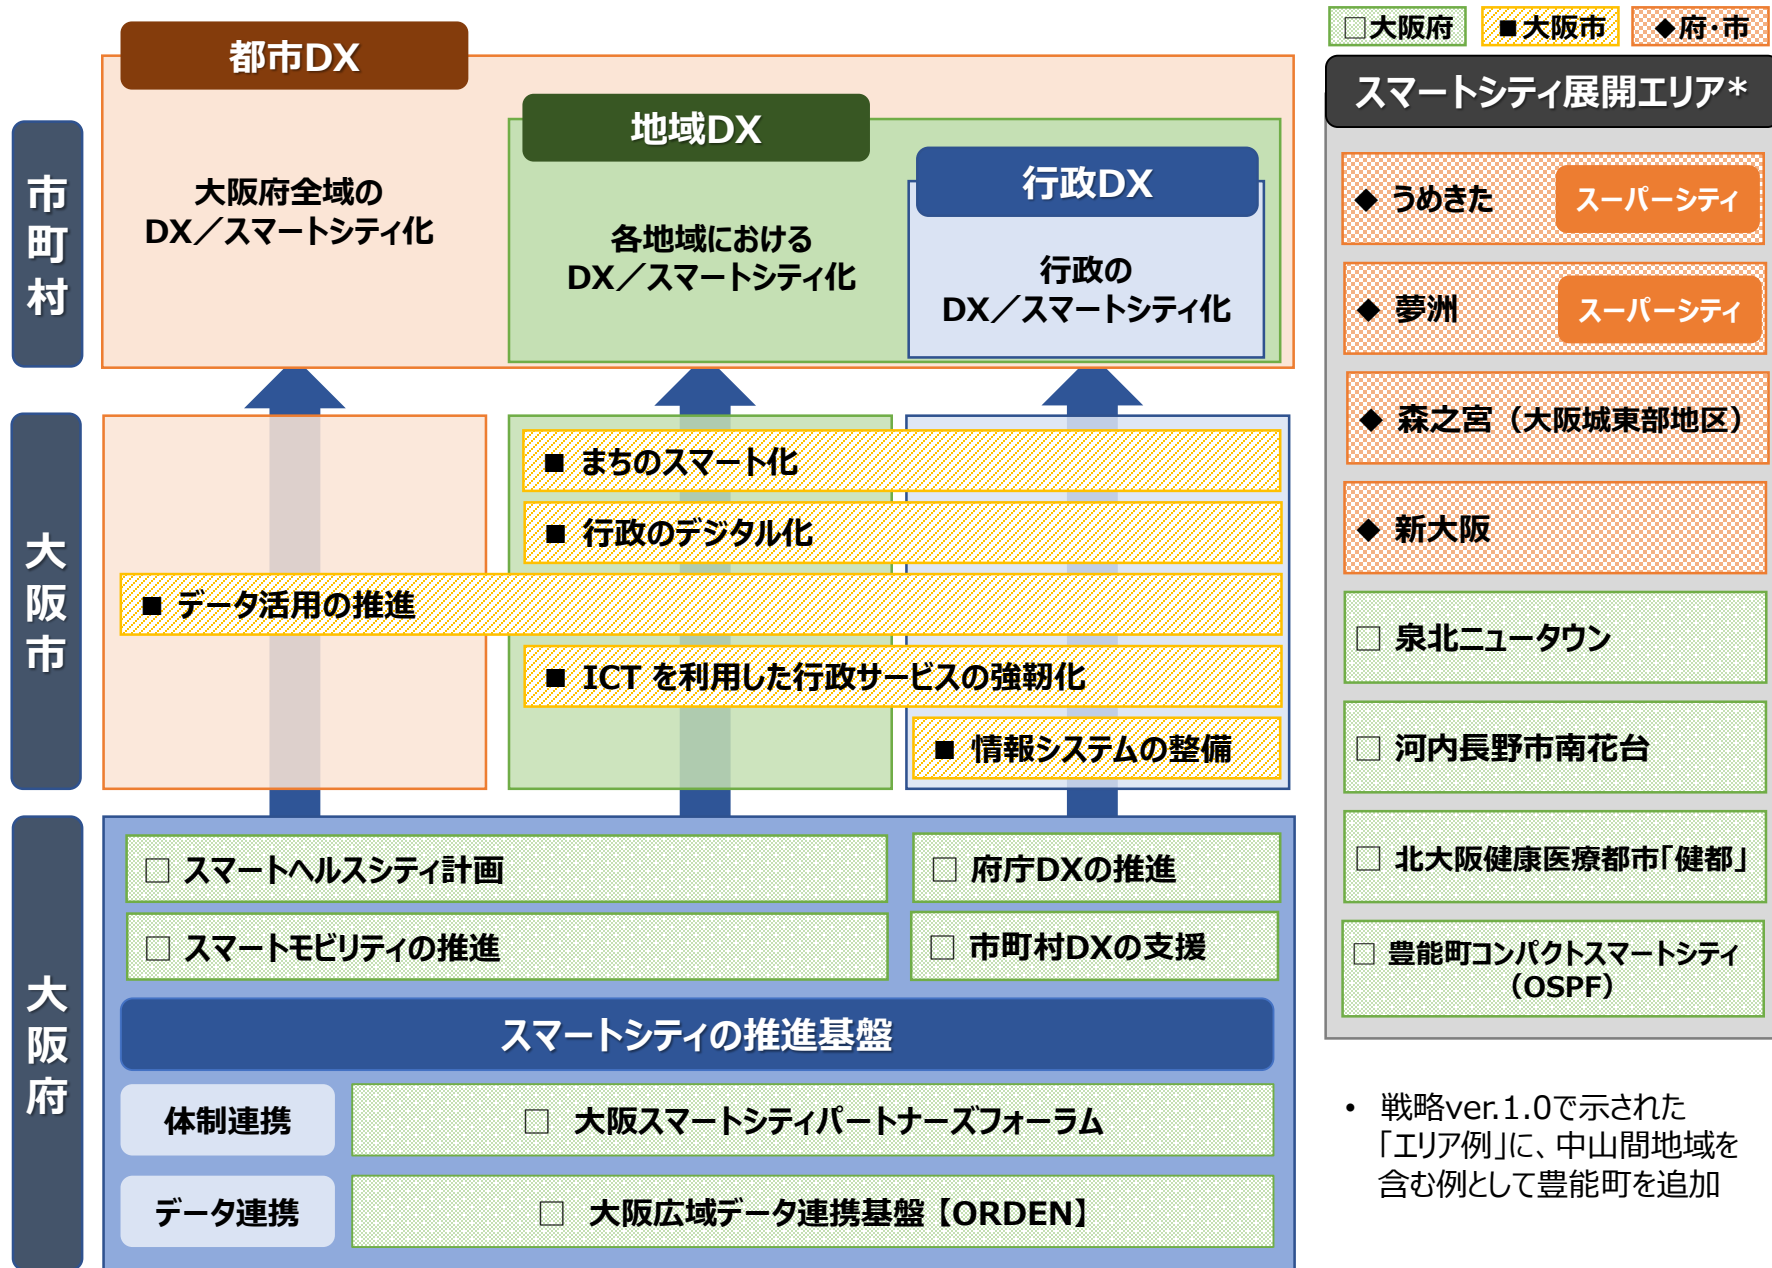 都市DX
地域DX
行政DX
市町村
大阪府全域の
DX／スマートシティ化
各地域における
DX／スマートシティ化
行政の
DX／スマートシティ化
大阪市
■ まちのスマート化
■ 行政のデジタル化
■ データ活用の推進
■ ICT を利用した行政サービスの強靭化
■ 情報システムの整備
大阪府
□ スマートヘルスシティ計画
□ 府庁DXの推進
□ スマートモビリティの推進
□ 市町村DXの支援
スマートシティの推進基盤
体制連携
□ 大阪スマートシティパートナーズフォーラム
データ連携
□ 大阪広域データ連携基盤【ORDEN】
□大阪府
■大阪市
◆府・市
スマートシティ展開エリア*
◆ うめきた
スーパーシティ
◆ 夢洲
スーパーシティ
◆ 森之宮（大阪城東部地区）
◆ 新大阪
□ 泉北ニュータウン
□ 河内長野市南花台
□ 北大阪健康医療都市「健都」
□ 豊能町コンパクトスマートシティ
（OSPF）
• 戦略ver.1.0で示された
「エリア例」に、中山間地域を
含む例として豊能町を追加